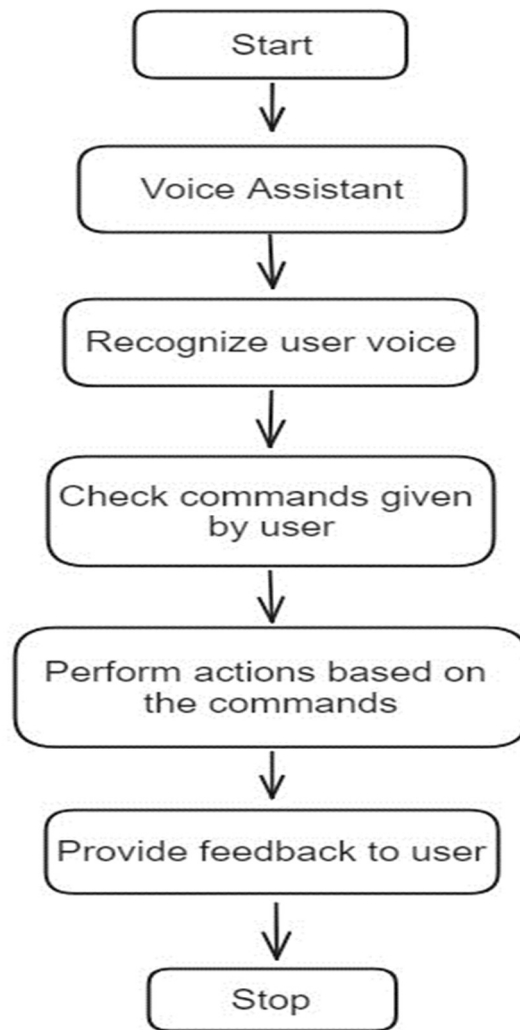 Start
Voice Assistant
Recognize user voice
Check commands given
by user
Perform actions based on
the commands
Provide feedback to user
Stop